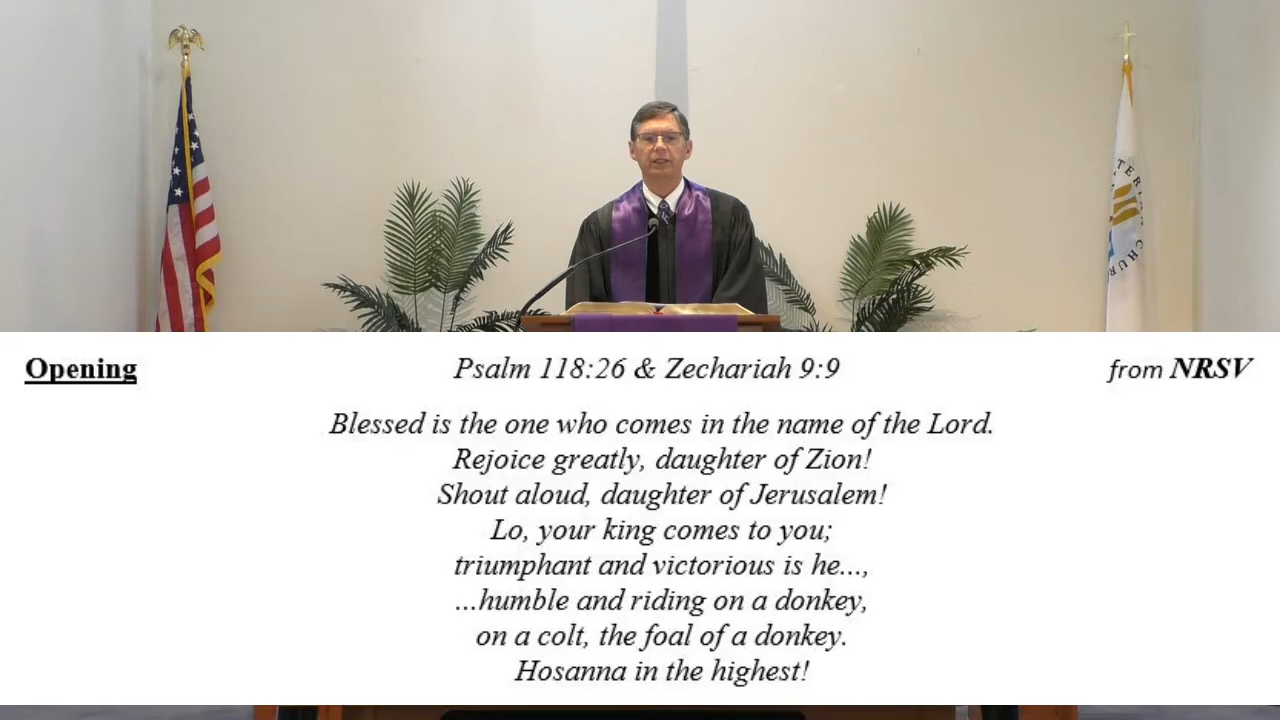 TER
CHUR
Opening
Psalm 118:26 & Zechariah 9:9
from NRSV
Blessed is the one who comes in the name of the Lord.
Rejoice greatly, daughter of Zion!
Shout aloud, daughter of Jerusalem!
Lo, your king comes to you;
triumphant and victorious is he...,
...humble and riding on a donkey,
on a colt, the foal of a donkey.
Hosanna in the highest!